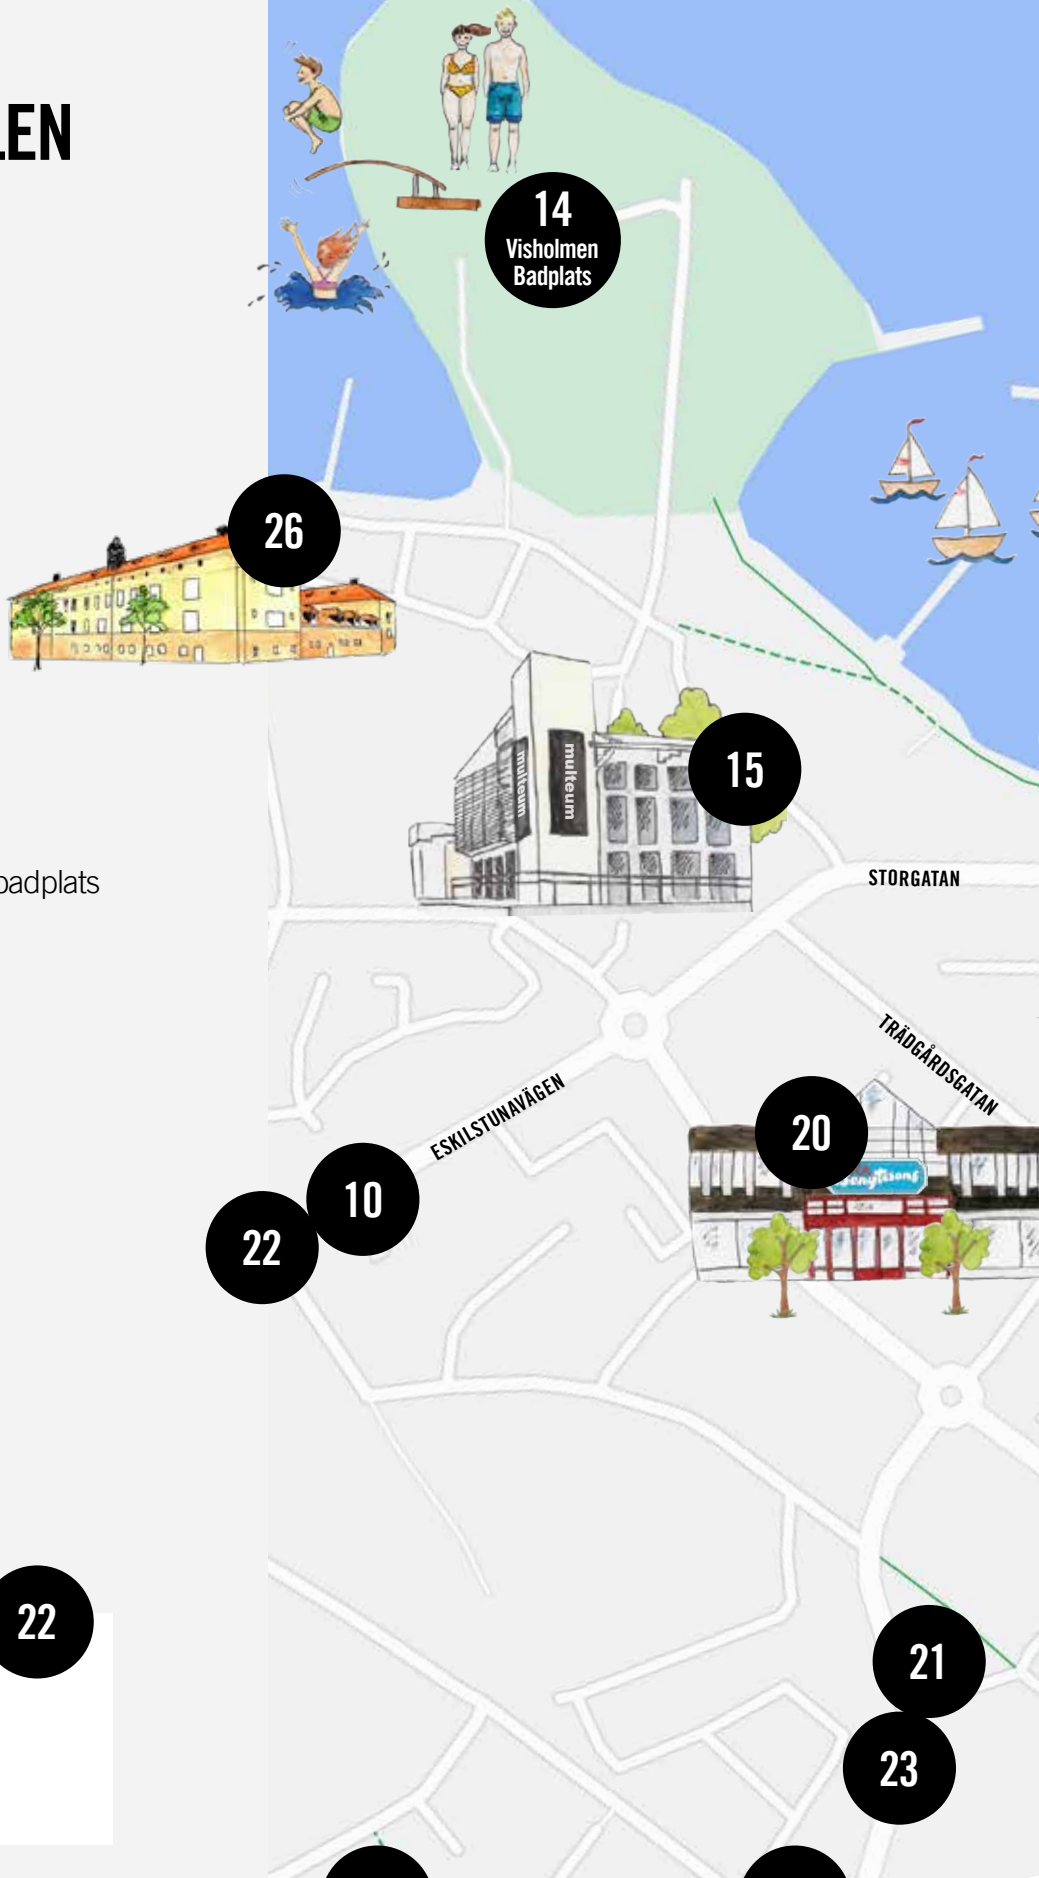 LEN
14
Visholmen
Badplats
26
multeum
multeum
15
badplats
STORGATAN
TRÄDGÅRDSGATAN
ESKILSTUNAVÄGEN
20
10
22
22
21
23